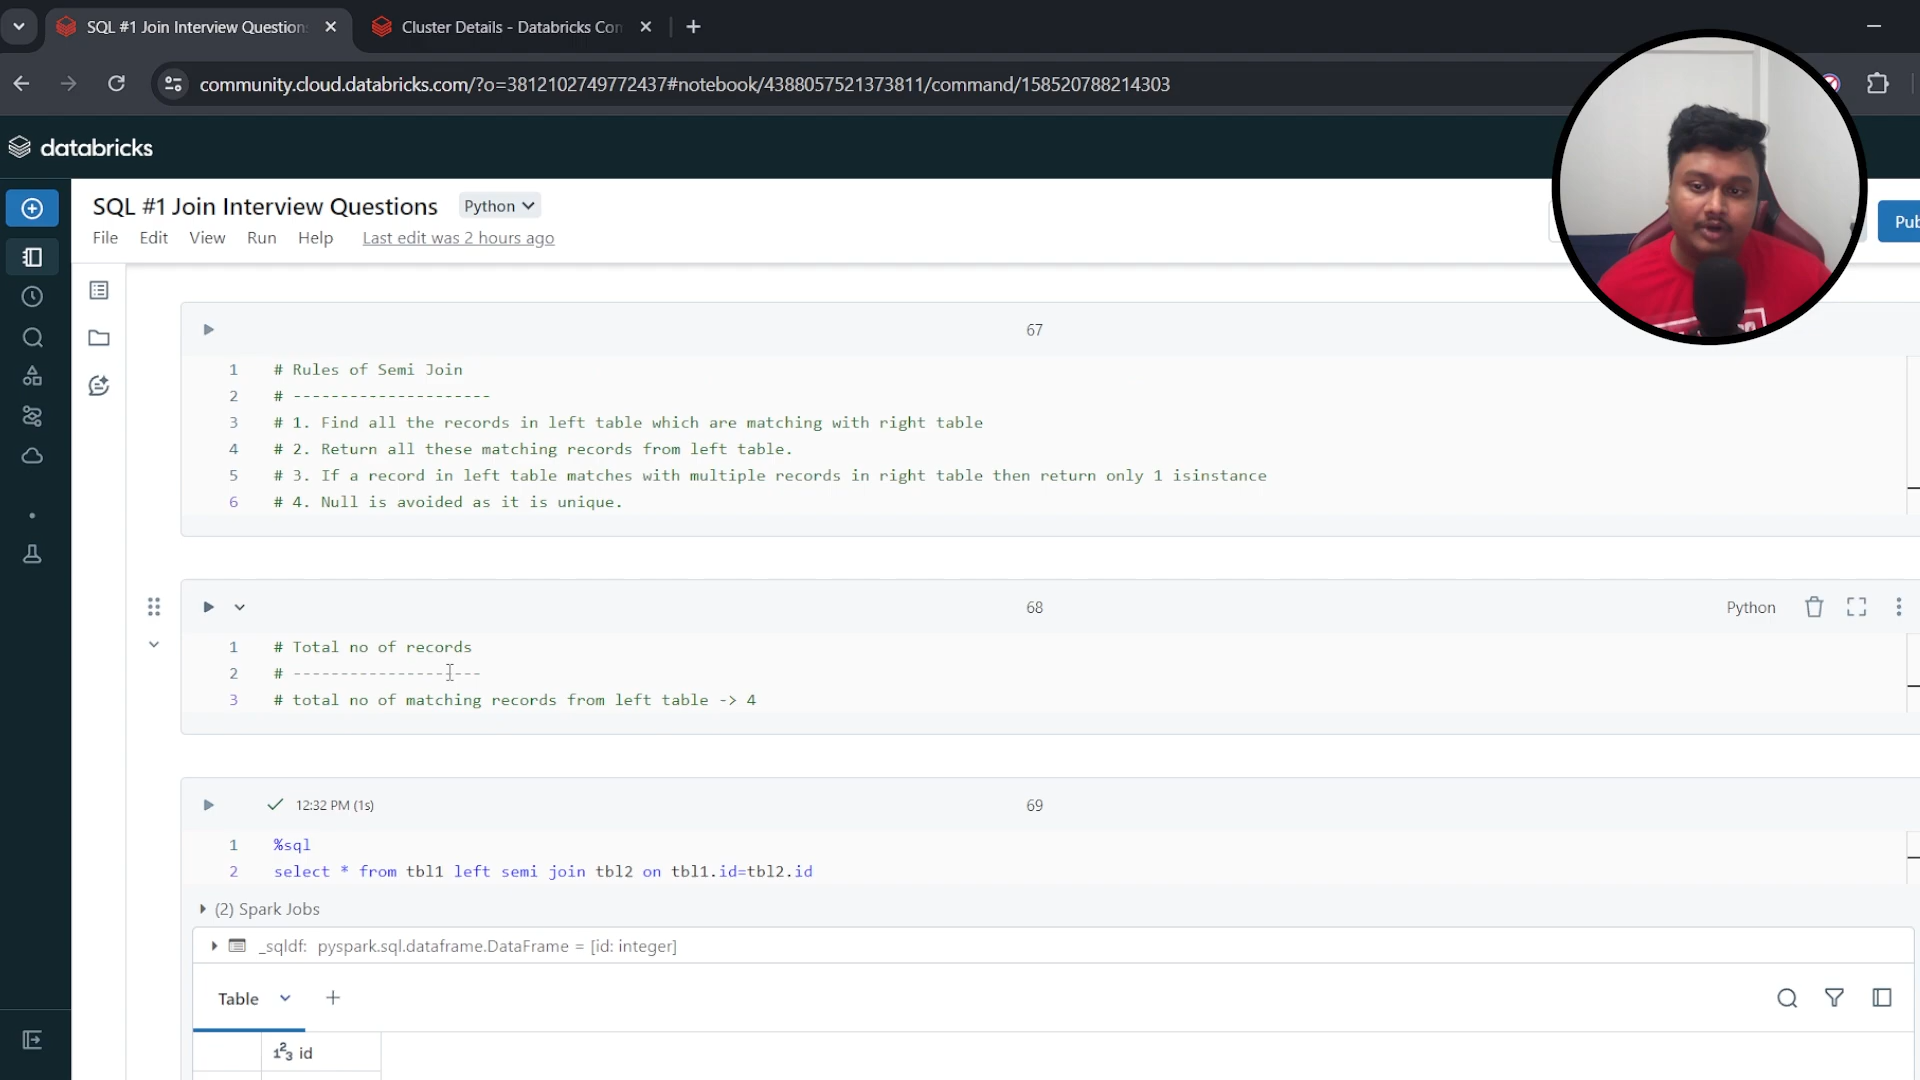 SQL #1 Join Interview Question
Cluster Details - Databricks Con
community.cloud.databricks.com/?o=3812102749772437#notebook/4388057521373811/command/158520788214303
databricks
SQL #1 Join Interview Questions
Python
File Edit View Run Help Last edit was 2 hours ago
Pub
67
1 # Rules of Semi Join
2 # ---------------------
3 # 1. Find all the records in left table which are matching with right table
4 # 2. Return all these matching records from left table.
5 # 3. If a record in left table matches with multiple records in right table then return only 1 isinstance
6 # 4. Null is avoided as it is unique.
68
Python
1 # Total no of records
2 # --------------------
3 # total no of matching records from left table -> 4
12:32 PM (1s)
69
1 %sql
2 select * from tbl1 left semi join tbl2 on tbl1.id=tbl2.id
(2) Spark Jobs
_sqldf: pyspark.sql.dataframe.DataFrame = [id: integer]
Table
123 id